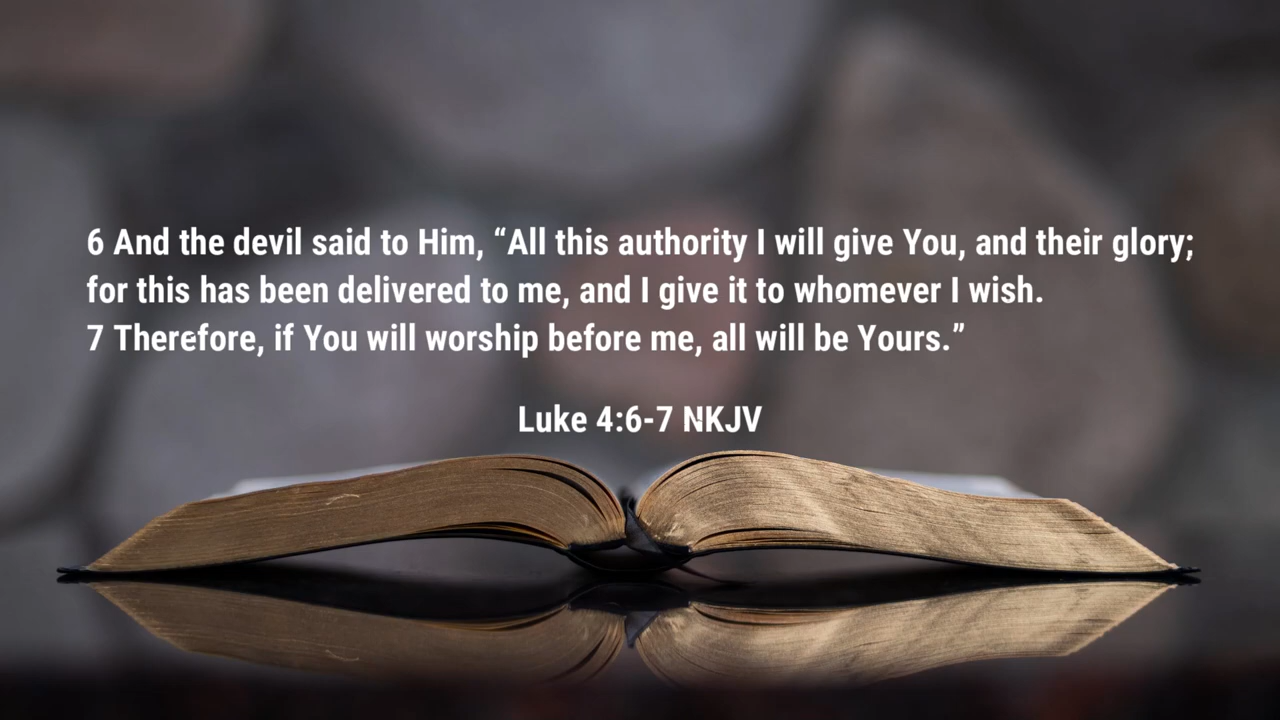 6 And the devil said to Him, “All this authority I will give You, and their glory;
for this has been delivered to me, and I give it to whomever I wish.
7 Therefore, if You will worship before me, all will be Yours.”
Luke 4:6-7 NKJV